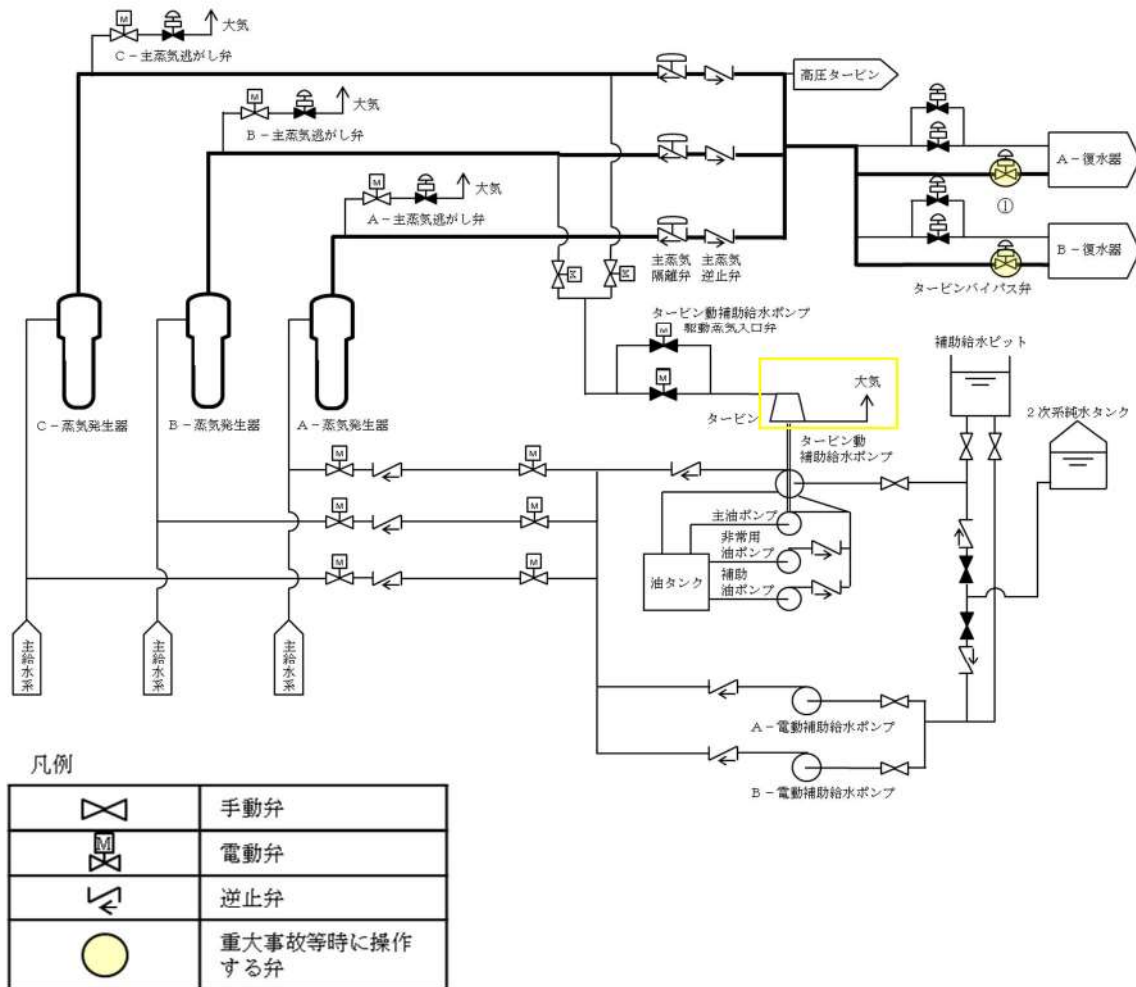 大気
C－主蒸気逃がし弁
大気
B－主蒸気逃がし弁
大気
A－主蒸気逃がし弁
高圧タービン
A－復水器
①
B－復水器
主蒸気
隔離弁
主蒸気
逆止弁
タービンバイパス弁
タービン動補助給水ポンプ
駆動蒸気入口弁
補助給水ピット
大気
タービン
2次系純水タンク
C－蒸気発生器
B－蒸気発生器
A－蒸気発生器
タービン動
補助給水ポンプ
主油ポンプ
非常用
油ポンプ
補助
油ポンプ
油タンク
主給水系
主給水系
主給水系
A－電動補助給水ポンプ
B－電動補助給水ポンプ
M
M
M
M
M
M
M
M
M
M
M
M
M
凡例
手動弁
M
電動弁
逆止弁
重大事故等時に操作
する弁